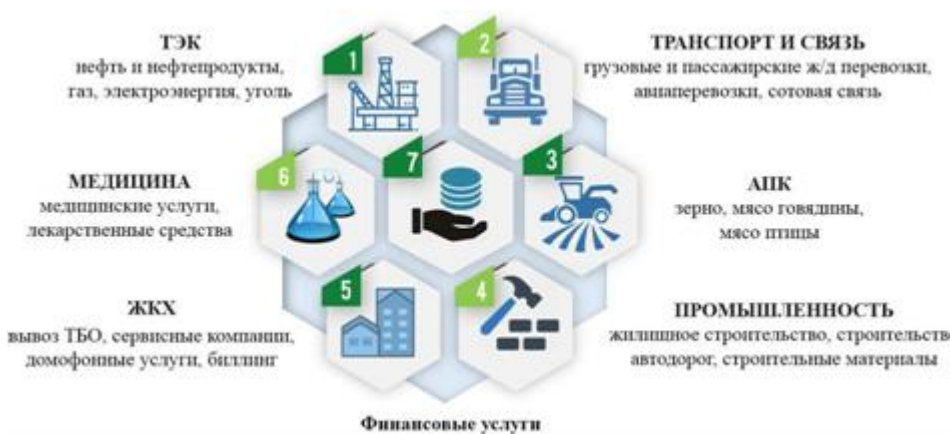 ТЭК
нефть и нефтепродукты,
газ, электроэнергия, уголь
1
2
ТРАНСПОРТ И СВЯЗЬ
грузовые и пассажирские ж/д перевозки,
авиаперевозки, сотовая связь
МЕДИЦИНА
медицинские услуги,
лекарственные средства
6
7
3
АПК
зерно, мясо говядины,
мясо птицы
ЖКХ
вывоз ТБО, сервисные компании,
домофонные услуги, биллинг
5
4
ПРОМЫШЛЕННОСТЬ
жилищное строительство, строительств
автодорог, строительные материалы
Финансовые услуги